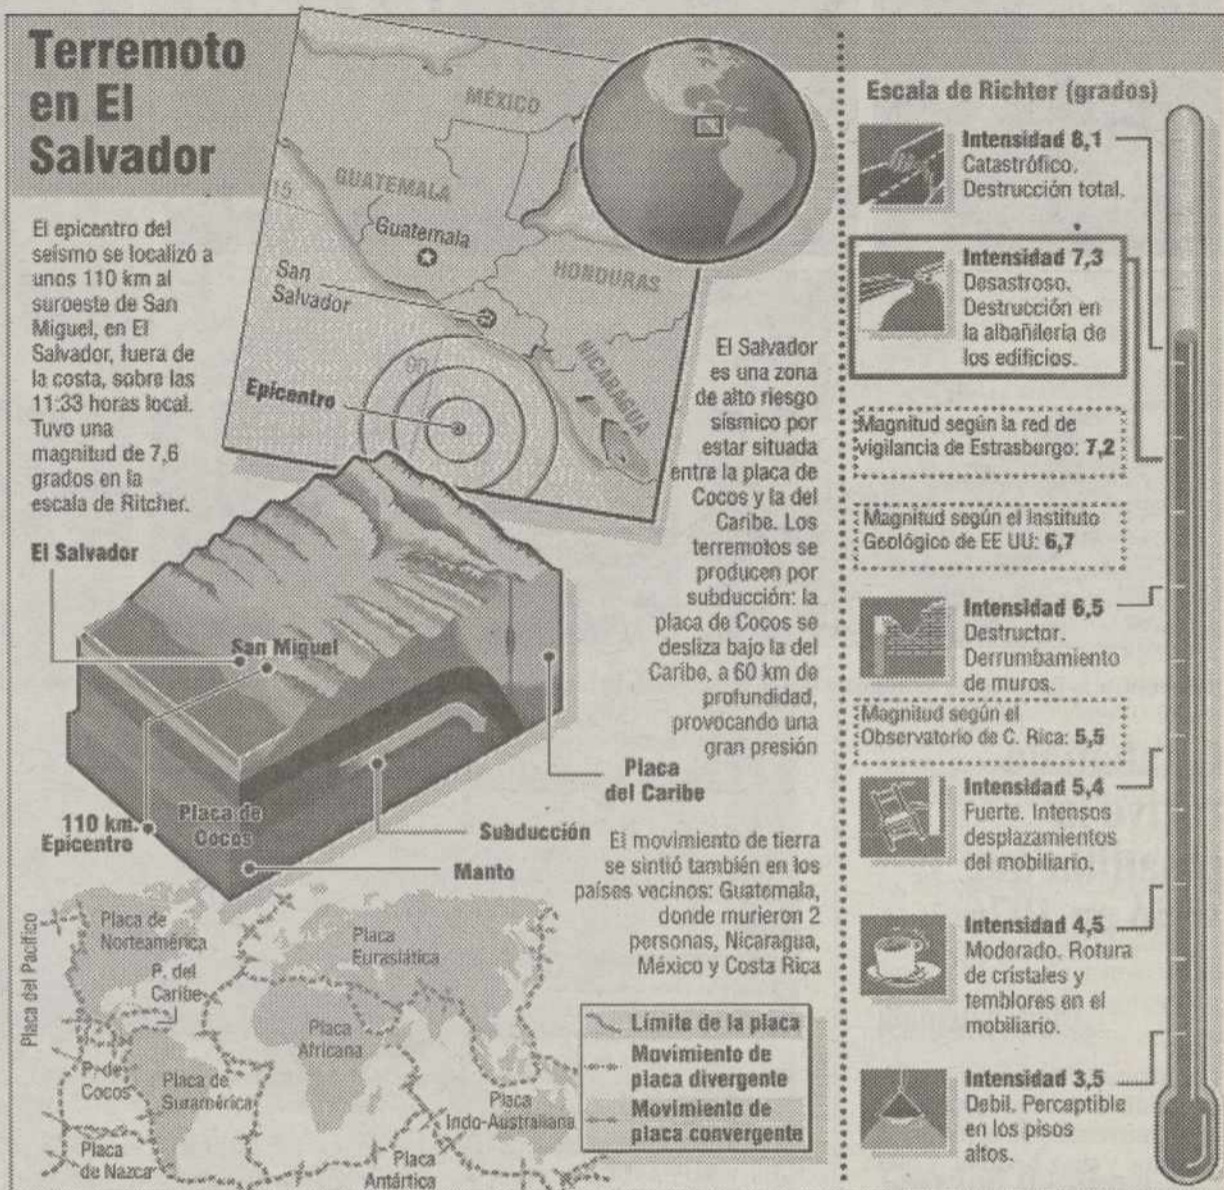 Terremoto
en El
Salvador
El epicentro del
seísmo se localizó a
unos 110 km al
suroeste de San
Miguel, en El
Salvador, fuera de
la costa, sobre las
11:33 horas local.
Tuvo una
magnitud de 7,6
grados en la
escala de Ritcher.
MÉXICO
GUATEMALA
15
Guatemala
San
Salvador
HONDURAS
NICARAGUA
90
Epicentro
El Salvador
es una zona
de alto riesgo
sísmico por
estar situada
entre la placa de
Cocos y la del
Caribe. Los
terremotos se
producen por
subducción: la
placa de Cocos se
desliza bajo la del
Caribe, a 60 km de
profundidad,
provocando una
gran presión
El Salvador
San Miguel
110 km.
Epicentro
Placa de
Cocos
Placa
del Caribe
Subducción
Manto
El movimiento de tierra
se sintió también en los
países vecinos: Guatemala,
donde murieron 2
personas, Nicaragua,
México y Costa Rica
Placa del Pacífico
Placa de
Norteamérica
P. del
Caribe
P. de
Cocos
Placa de
Suramérica
Placa
de Nazca
Placa
Eurasiática
Placa
Africana
Placa
Indo-Australiana
Placa
Antártica
Límite de la placa
Movimiento de
placa divergente
Movimiento de
placa convergente
Escala de Richter (grados)
Intensidad 8,1
Catastrófico.
Destrucción total.
Intensidad 7,3
Desastroso.
Destrucción en
la albañilería de
los edificios.
Magnitud según la red de
vigilancia de Estrasburgo: 7,2
Magnitud según el Instituto
Geológico de EE UU: 6,7
Intensidad 6,5
Destructor.
Derrumbamiento
de muros.
Magnitud según el
Observatorio de C. Rica: 5,5
Intensidad 5,4
Fuerte. Intensos
desplazamientos
del mobiliario.
Intensidad 4,5
Moderado. Rotura
de cristales y
temblores en el
mobiliario.
Intensidad 3,5
Debil. Perceptible
en los pisos
altos.